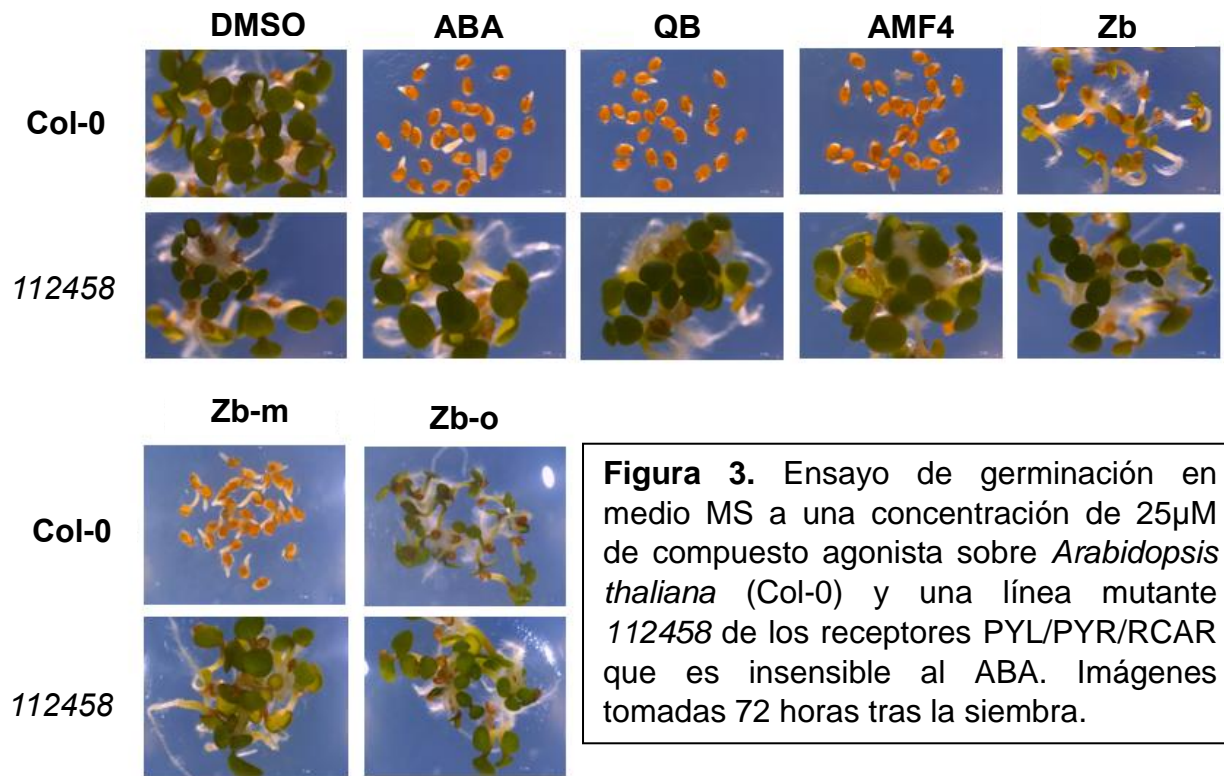 DMSO ABA QB AMF4 Zb
Col-0
112458
Zb-m Zb-o
Col-0
112458
Figura 3. Ensayo de germinación en
medio MS a una concentración de 25µM
de compuesto agonista sobre Arabidopsis
thaliana (Col-0) y una línea mutante
112458 de los receptores PYL/PYR/RCAR
que es insensible al ABA. Imágenes
tomadas 72 horas tras la siembra.